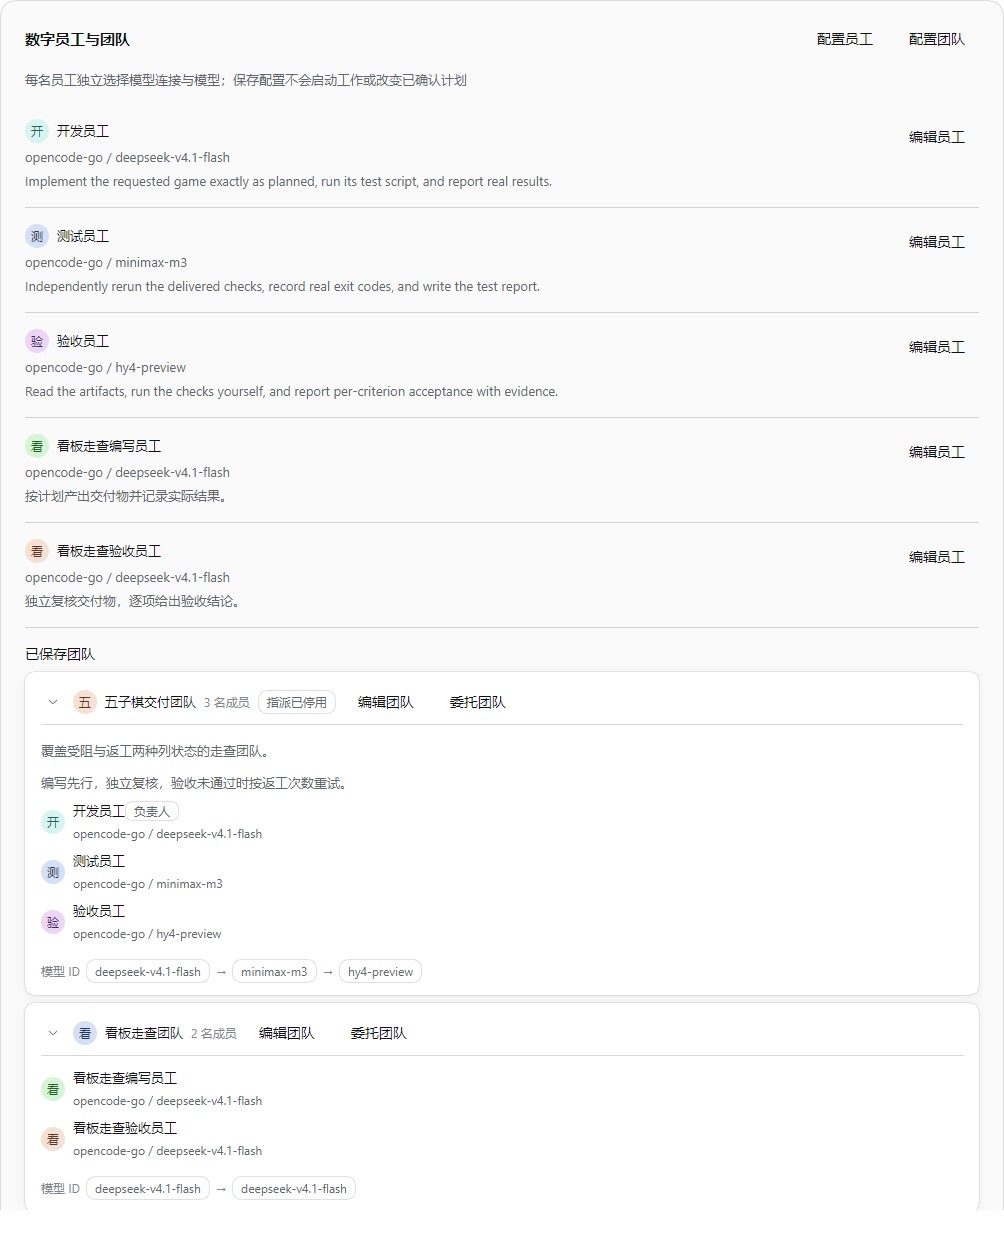 数字员工与团队 配置员工 配置团队
每名员工独立选择模型连接与模型；保存配置不会启动工作或改变已确认计划
开 开发员工 编辑员工
opencode-go / deepseek-v4.1-flash
Implement the requested game exactly as planned, run its test script, and report real results.
测 测试员工 编辑员工
opencode-go / minimax-m3
Independently rerun the delivered checks, record real exit codes, and write the test report.
验 验收员工 编辑员工
opencode-go / hy4-preview
Read the artifacts, run the checks yourself, and report per-criterion acceptance with evidence.
看 看板走查编写员工 编辑员工
opencode-go / deepseek-v4.1-flash
按计划产出交付物并记录实际结果。
看 看板走查验收员工 编辑员工
opencode-go / deepseek-v4.1-flash
独立复核交付物，逐项给出验收结论。
已保存团队
五 五子棋交付团队 3 名成员 指派已停用 编辑团队 委托团队
覆盖受阻与返工两种列状态的走查团队。
编写先行，独立复核，验收未通过时按返工次数重试。
开 开发员工 负责人
opencode-go / deepseek-v4.1-flash
测 测试员工
opencode-go / minimax-m3
验 验收员工
opencode-go / hy4-preview
模型 ID deepseek-v4.1-flash → minimax-m3 → hy4-preview
看 看板走查团队 2 名成员 编辑团队 委托团队
看 看板走查编写员工
opencode-go / deepseek-v4.1-flash
看 看板走查验收员工
opencode-go / deepseek-v4.1-flash
模型 ID deepseek-v4.1-flash → deepseek-v4.1-flash